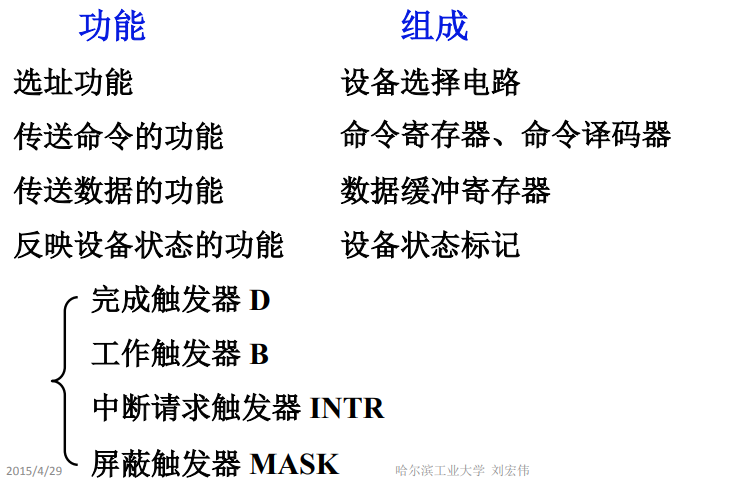 功能 组成
选址功能 设备选择电路
传送命令的功能 命令寄存器、命令译码器
传送数据的功能 数据缓冲寄存器
反映设备状态的功能 设备状态标记
完成触发器 D
工作触发器 B
中断请求触发器 INTR
屏蔽触发器 MASK
2015/4/29 哈尔滨工业大学 刘宏伟